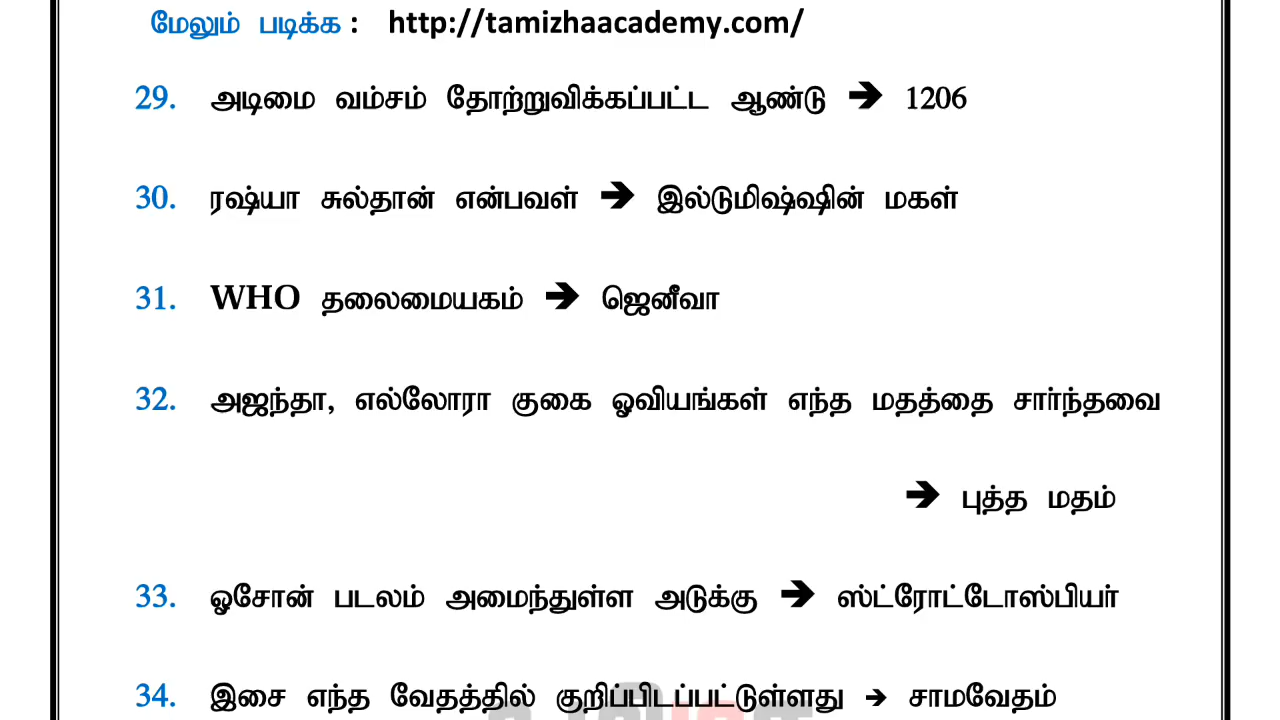 மேலும் படிக்க : http://tamizhaacademy.com/
29. அடிமை வம்சம் தோற்றுவிக்கப்பட்ட ஆண்டு ➔ 1206
30. ரஷ்யா சுல்தான் என்பவள் ➔ இல்டுமிஷ்ஷின் மகள்
31. WHO தலைமையகம் ➔ ஜெனீவா
32. அஜந்தா, எல்லோரா குகை ஓவியங்கள் எந்த மதத்தை சார்ந்தவை
➔ புத்த மதம்
33. ஓசோன் படலம் அமைந்துள்ள அடுக்கு ➔ ஸ்ட்ரோட்டோஸ்பியர்
34. இசை எந்த வேதத்தில் குறிப்பிடப்பட்டுள்ளது ➔ சாமவேதம்